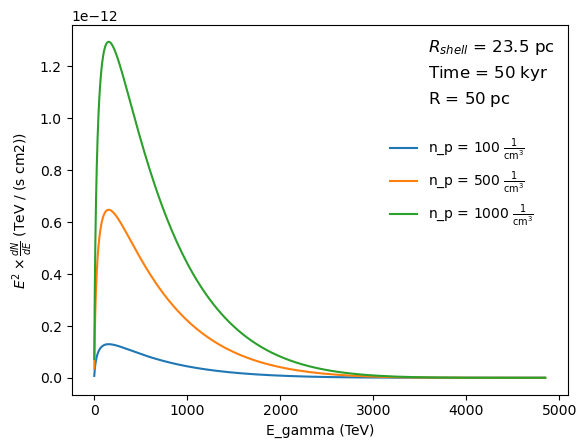 1e−12
R_shell = 23.5 pc
Time = 50 kyr
R = 50 pc
n_p = 100 1/cm³
n_p = 500 1/cm³
n_p = 1000 1/cm³
1.2
1.0
0.8
0.6
0.4
0.2
0.0
E² × dN/dE (TeV / (s cm2))
0 1000 2000 3000 4000 5000
E_gamma (TeV)